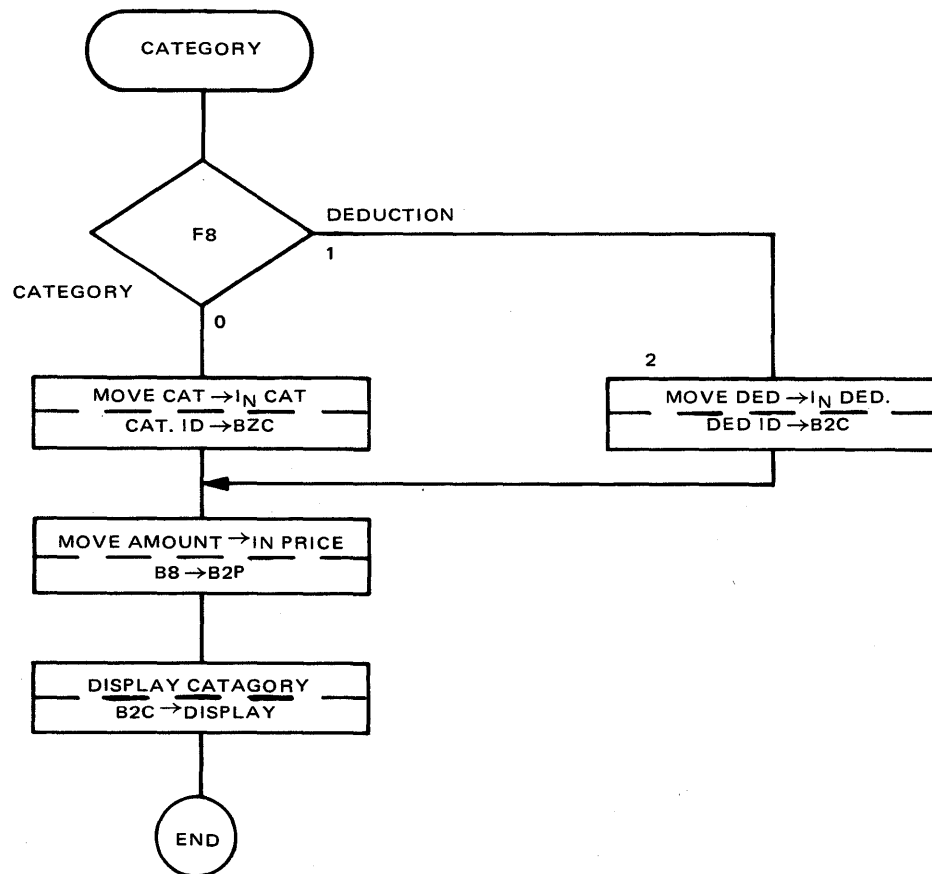 CATEGORY
F8
DEDUCTION
1
CATEGORY
0
MOVE CAT → IN CAT
CAT. ID → BZC
2
MOVE DED → IN DED.
DED ID → B2C
MOVE AMOUNT → IN PRICE
B8 → B2P
DISPLAY CATAGORY
B2C → DISPLAY
END